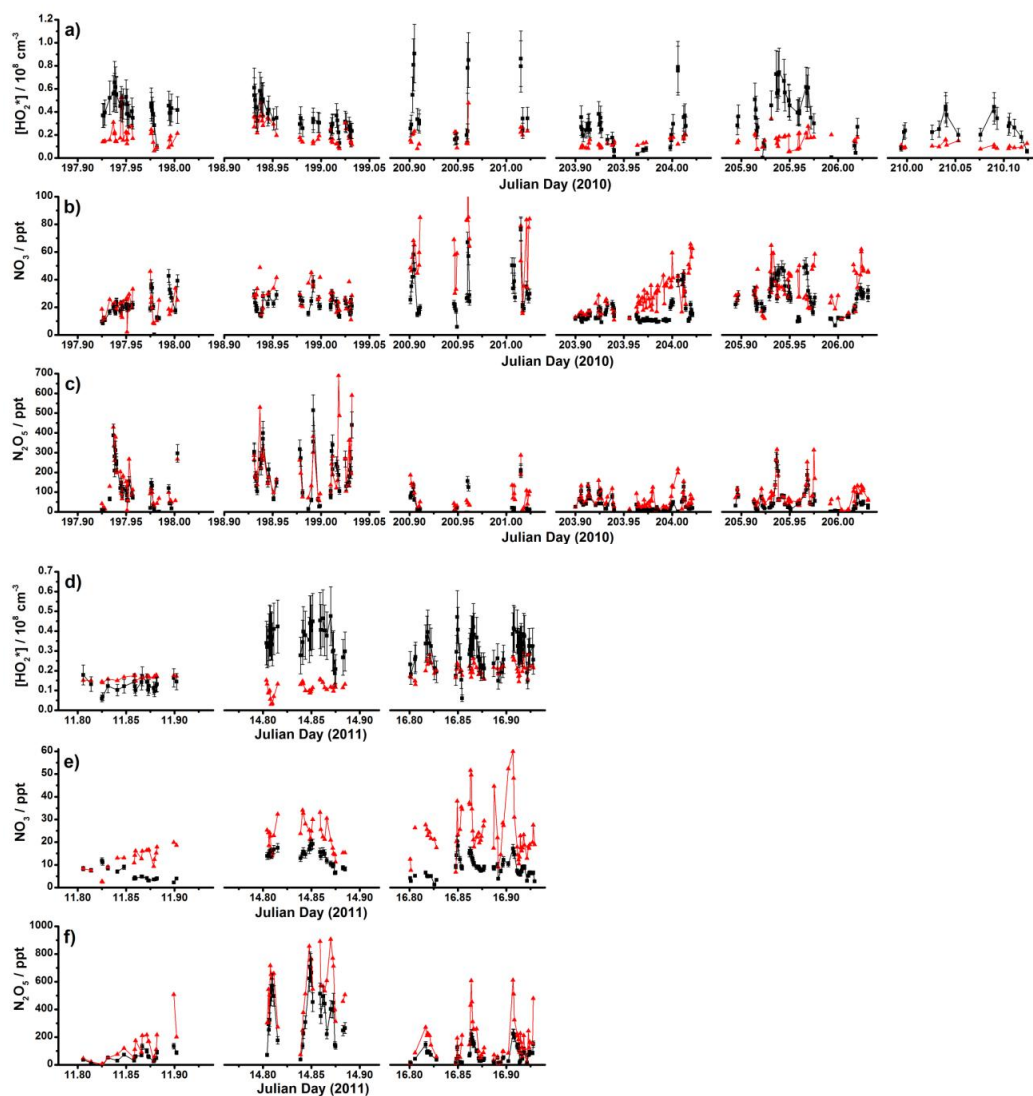 a)
[HO2*] / 10^8 cm^-3
1.2
1.0
0.8
0.6
0.4
0.2
0.0
197.90 197.95 198.00 198.90 198.95 199.00 199.05 200.90 200.95 201.00 203.90 203.95 204.00 205.90 205.95 206.00 210.00 210.05 210.10
Julian Day (2010)
b)
NO3 / ppt
100
80
60
40
20
0
197.90 197.95 198.00 198.90 198.95 199.00 199.05 200.90 200.95 201.00 203.90 203.95 204.00 205.90 205.95 206.00
Julian Day (2010)
c)
N2O5 / ppt
700
600
500
400
300
200
100
0
197.90 197.95 198.00 198.90 198.95 199.00 199.05 200.90 200.95 201.00 203.90 203.95 204.00 205.90 205.95 206.00
Julian Day (2010)
d)
[HO2*] / 10^8 cm^-3
0.7
0.6
0.5
0.4
0.3
0.2
0.1
0.0
11.80 11.85 11.90 14.80 14.85 14.90 16.80 16.85 16.90
Julian Day (2011)
e)
NO3 / ppt
60
50
40
30
20
10
0
11.80 11.85 11.90 14.80 14.85 14.90 16.80 16.85 16.90
Julian Day (2011)
f)
N2O5 / ppt
1000
800
600
400
200
0
11.80 11.85 11.90 14.80 14.85 14.90 16.80 16.85 16.90
Julian Day (2011)